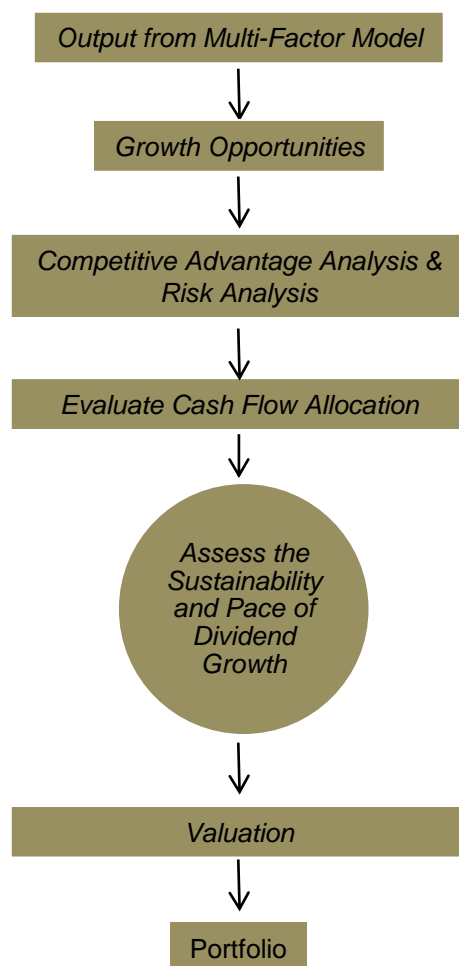 Output from Multi-Factor Model
Growth Opportunities
Competitive Advantage Analysis &
Risk Analysis
Evaluate Cash Flow Allocation
Assess the
Sustainability
and Pace of
Dividend
Growth
Valuation
Portfolio